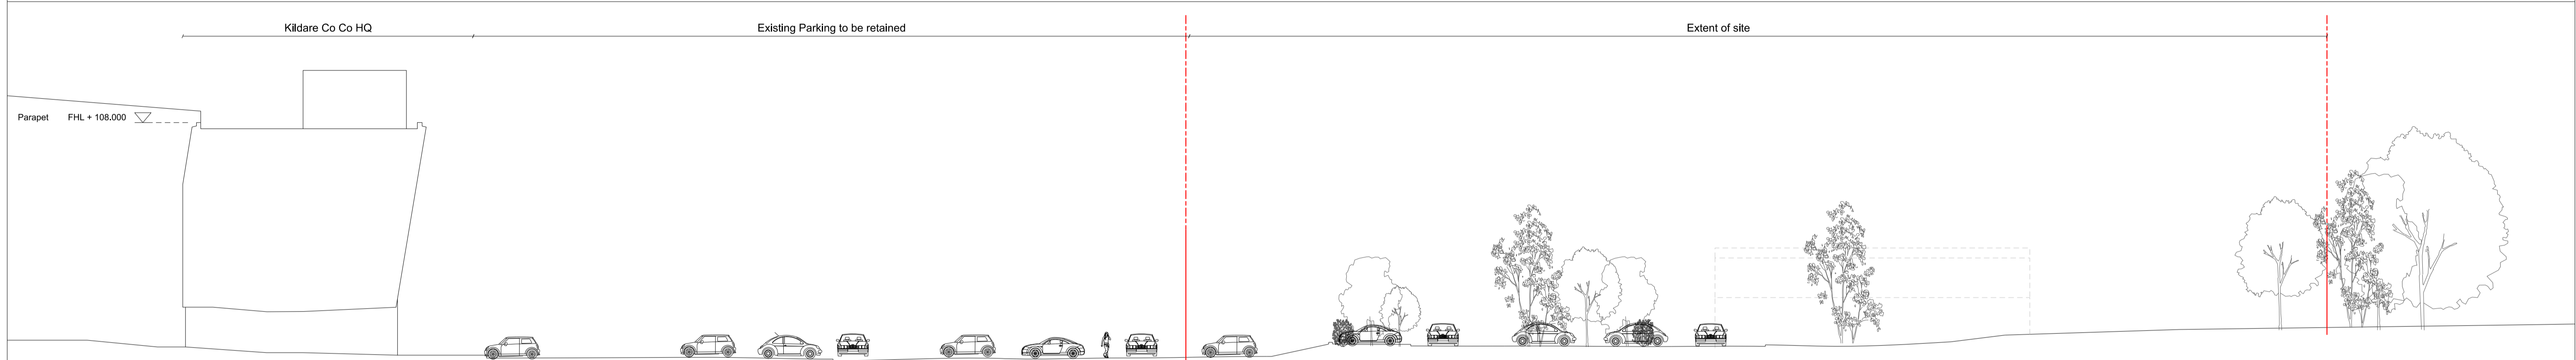 Kildare Co Co HQ
Existing Parking to be retained
Extent of site
Parapet FHL + 108.000